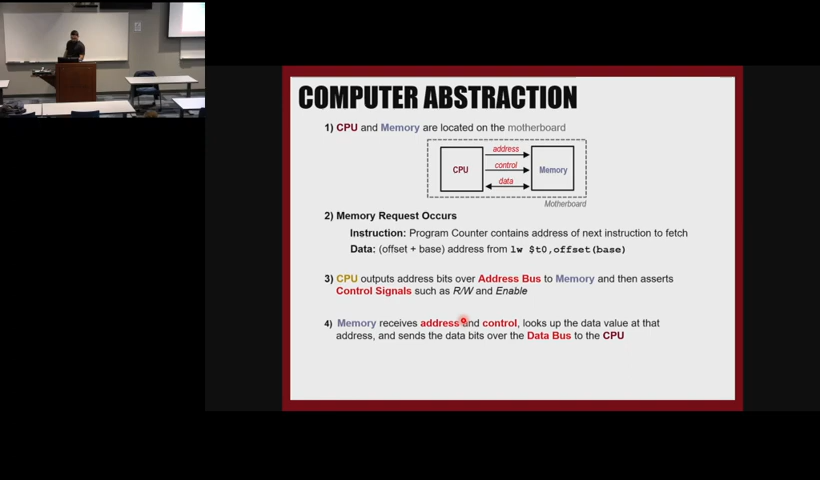 COMPUTER ABSTRACTION
1) CPU and Memory are located on the motherboard
address
CPU
control
Memory
data
Motherboard
2) Memory Request Occurs
Instruction: Program Counter contains address of next instruction to fetch
Data: (offset + base) address from lw $t0,offset(base)
3) CPU outputs address bits over Address Bus to Memory and then asserts
Control Signals such as R/W and Enable
4) Memory receives address and control, looks up the data value at that
address, and sends the data bits over the Data Bus to the CPU